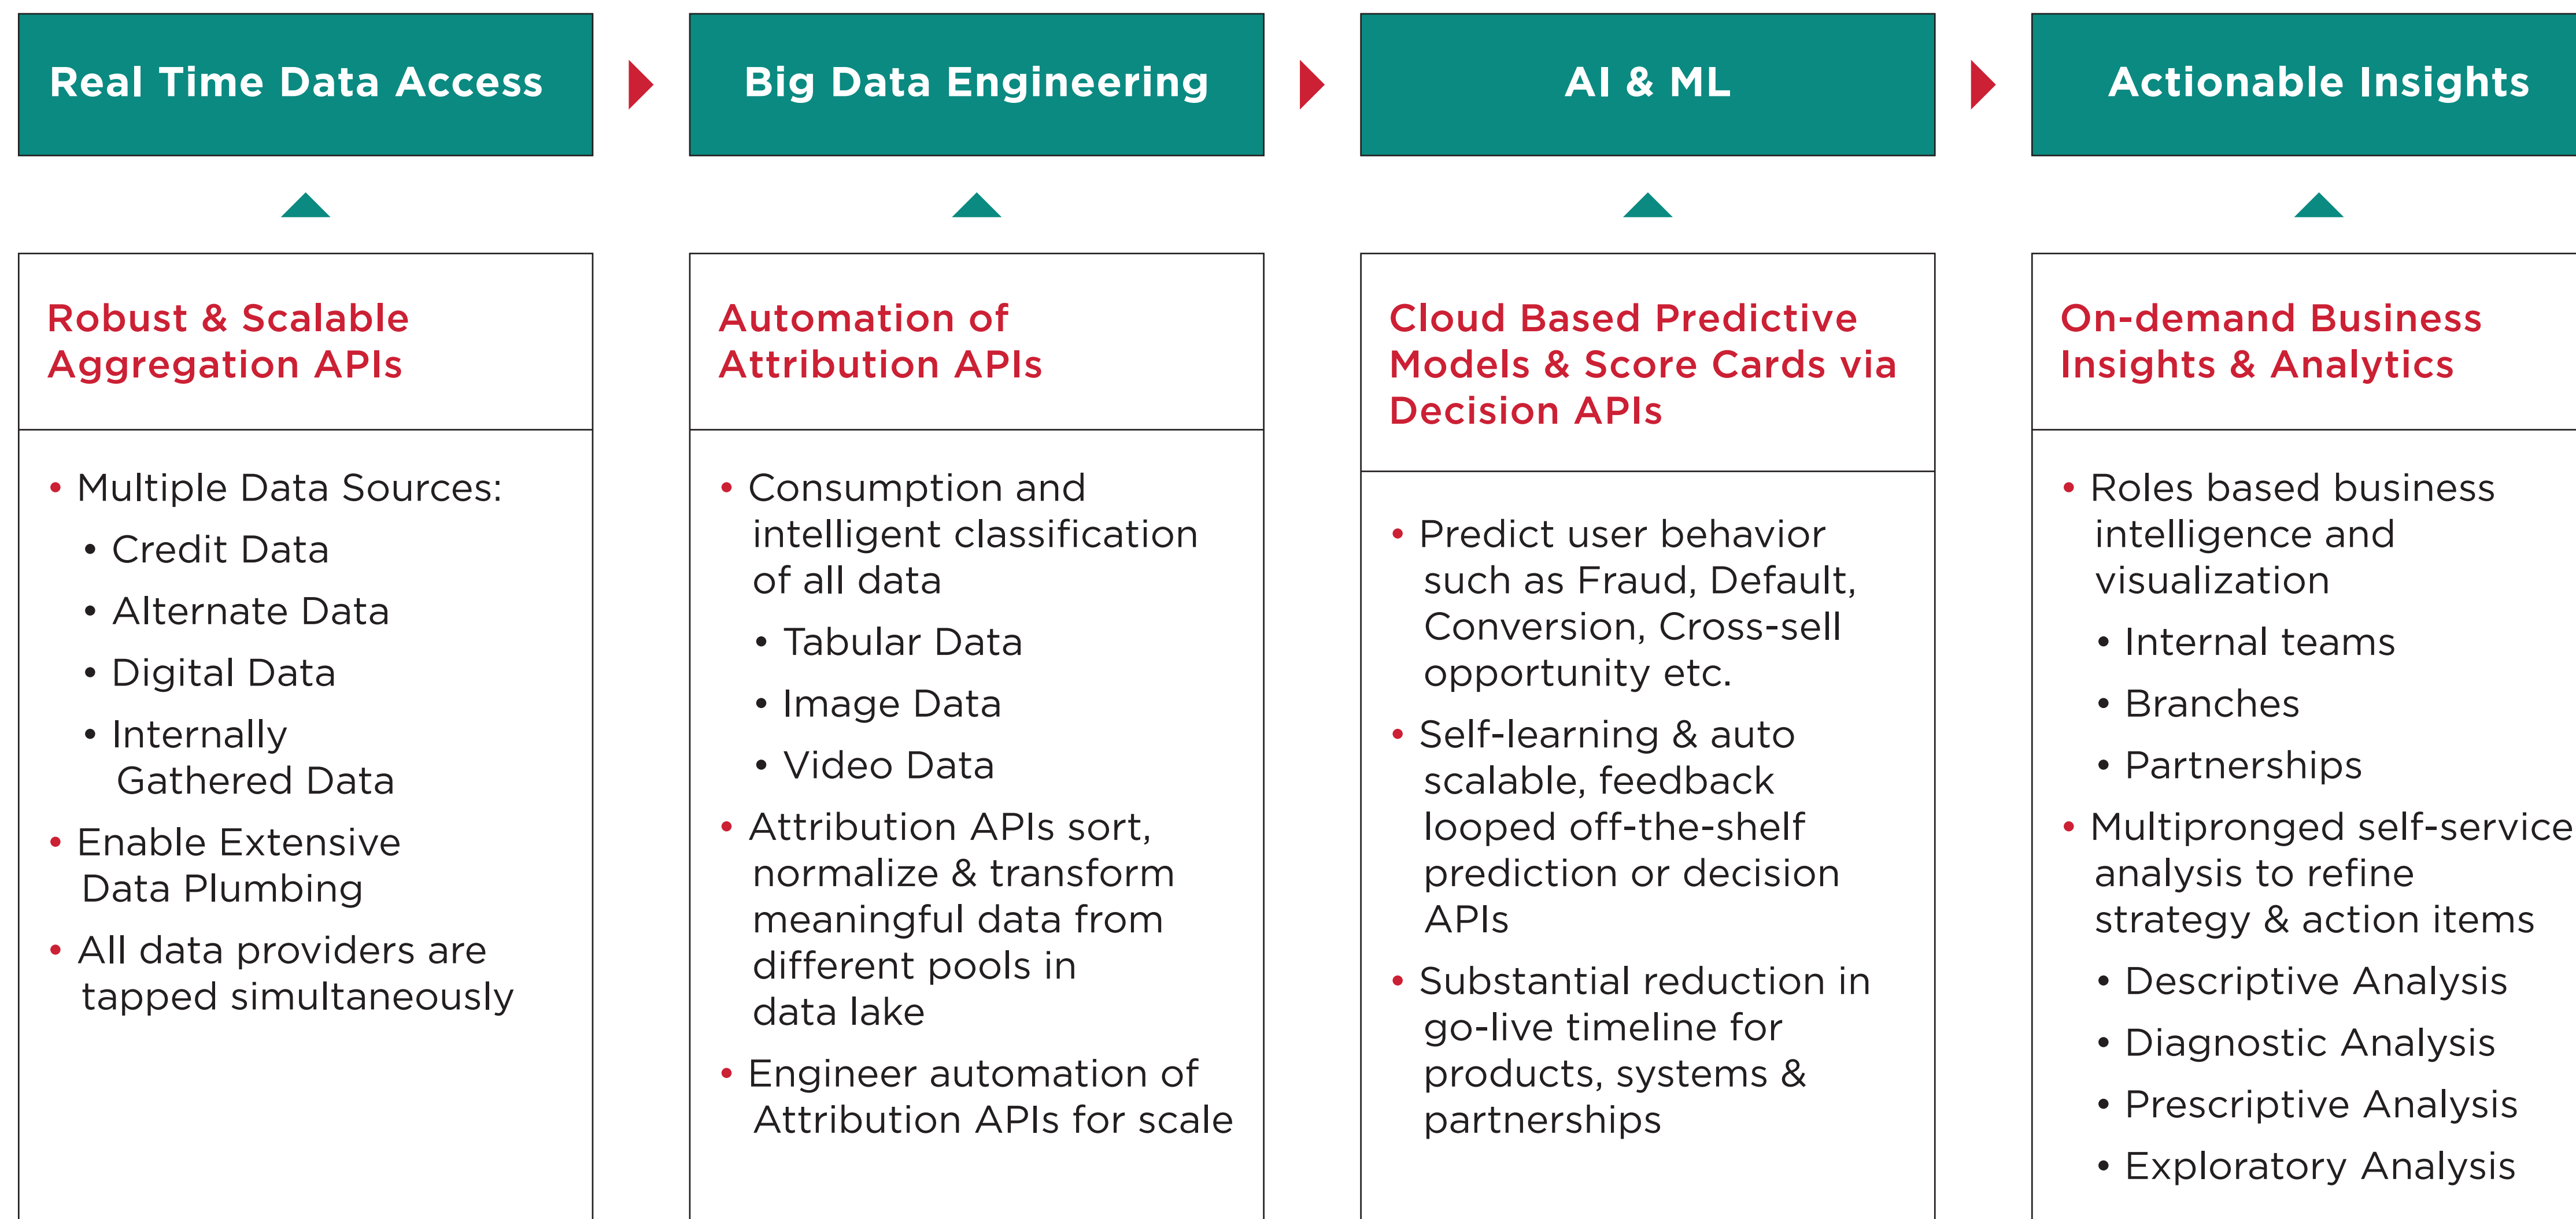 Real Time Data Access
Big Data Engineering
AI & ML
Actionable Insights
Robust & Scalable
Aggregation APIs
• Multiple Data Sources:
• Credit Data
• Alternate Data
• Digital Data
• Internally
Gathered Data
• Enable Extensive
Data Plumbing
• All data providers are
tapped simultaneously
Automation of
Attribution APIs
• Consumption and
intelligent classification
of all data
• Tabular Data
• Image Data
• Video Data
• Attribution APIs sort,
normalize & transform
meaningful data from
different pools in
data lake
• Engineer automation of
Attribution APIs for scale
Cloud Based Predictive
Models & Score Cards via
Decision APIs
• Predict user behavior
such as Fraud, Default,
Conversion, Cross-sell
opportunity etc.
• Self-learning & auto
scalable, feedback
looped off-the-shelf
prediction or decision
APIs
• Substantial reduction in
go-live timeline for
products, systems &
partnerships
On-demand Business
Insights & Analytics
• Roles based business
intelligence and
visualization
• Internal teams
• Branches
• Partnerships
• Multipronged self-service
analysis to refine
strategy & action items
• Descriptive Analysis
• Diagnostic Analysis
• Prescriptive Analysis
• Exploratory Analysis